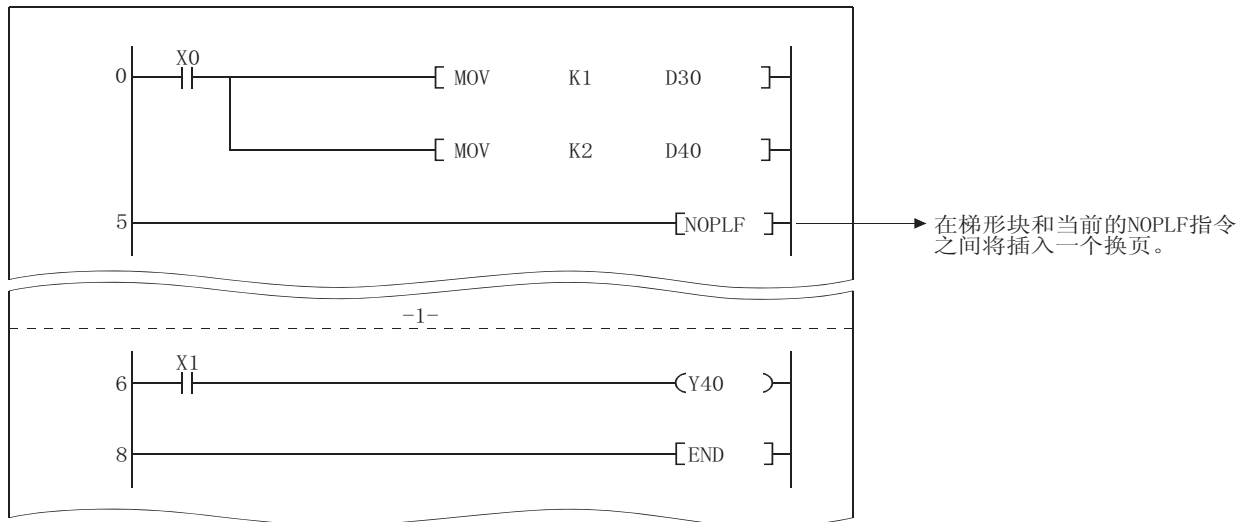 X0
0 MOV K1 D30
MOV K2 D40
5 NOPLF
在梯形块和当前的NOPLF指令
之间将插入一个换页。
-1-
X1
6 Y40
8 END